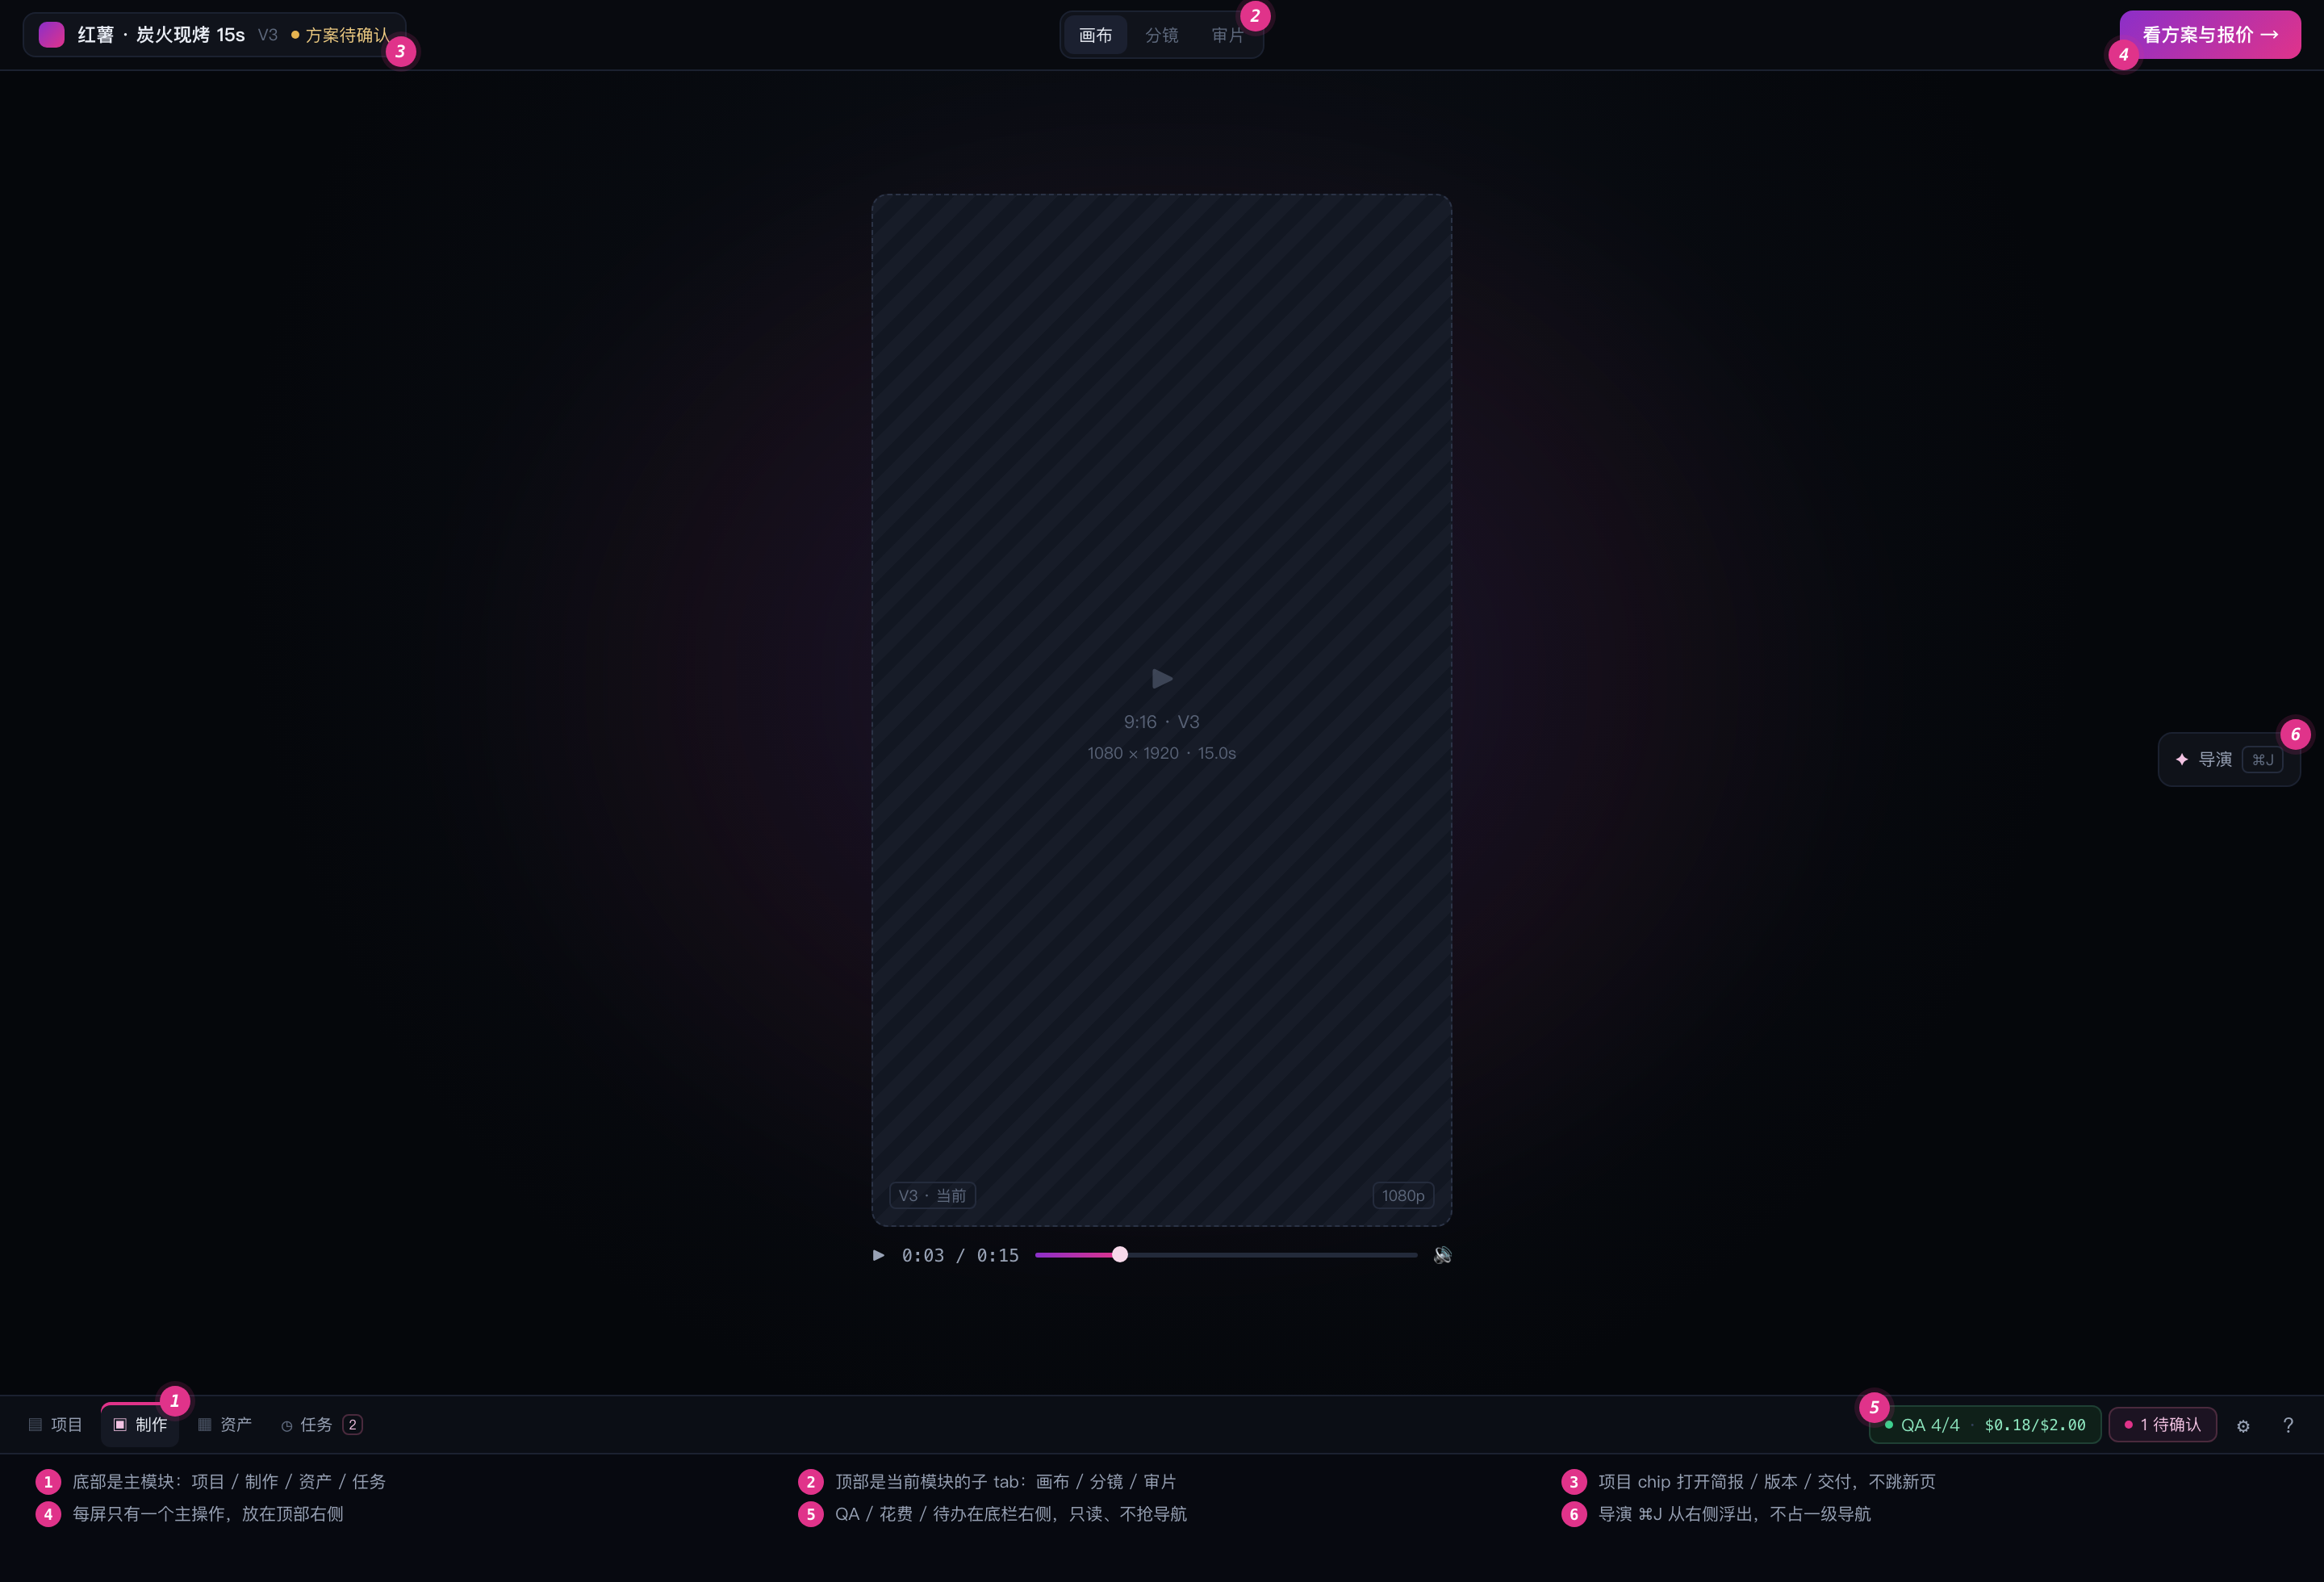 红薯 · 炭火现烤 15s V3 方案待确认 3
画布 分镜 审片 2
看方案与报价 → 4
9:16 · V3
1080 × 1920 · 15.0s
导演 ⌘J 6
V3 · 当前 1080p
0:03 / 0:15
项目 制作 1 资产 任务 2
5 QA 4/4 · $0.18/$2.00 1 待确认 ?
1 底部是主模块：项目 / 制作 / 资产 / 任务
2 顶部是当前模块的子 tab：画布 / 分镜 / 审片
3 项目 chip 打开简报 / 版本 / 交付，不跳新页
4 每屏只有一个主操作，放在顶部右侧
5 QA / 花费 / 待办在底栏右侧，只读、不抢导航
6 导演 ⌘J 从右侧浮出，不占一级导航